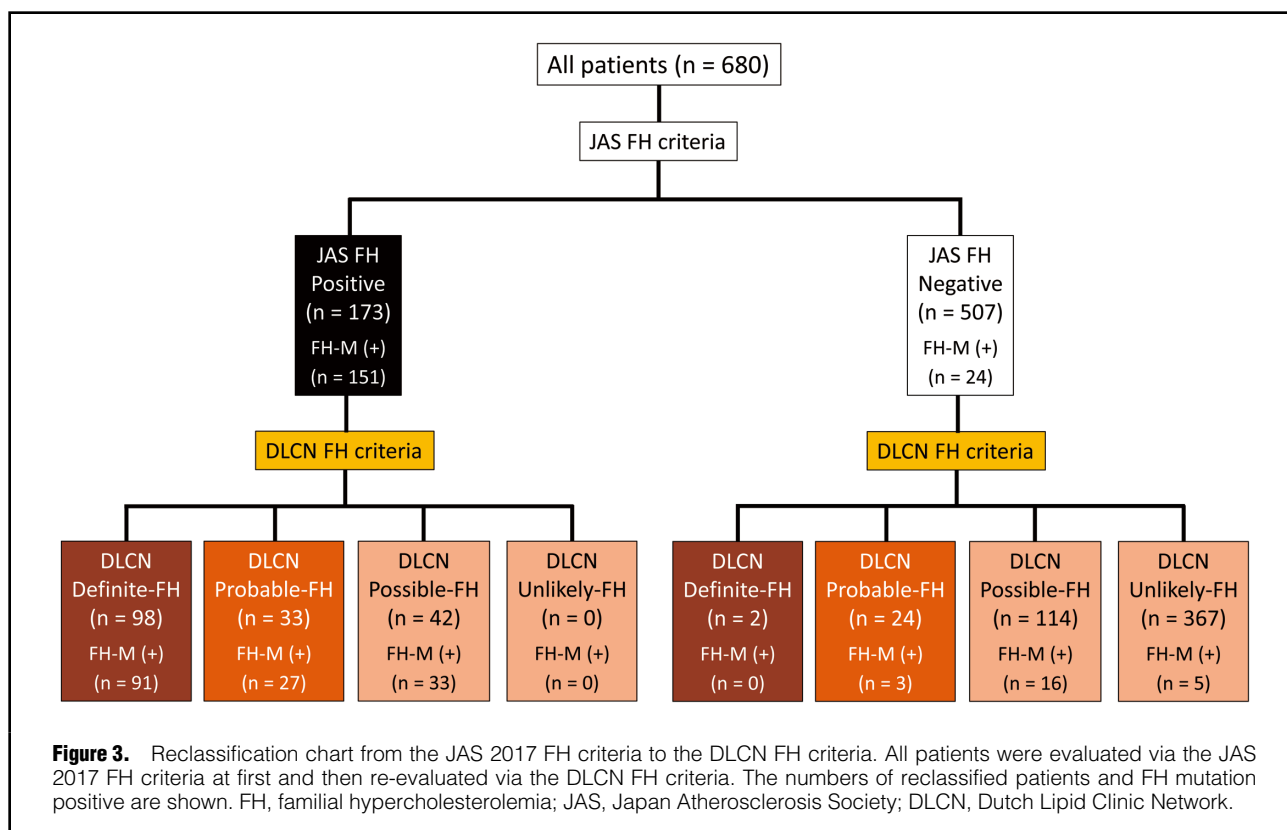 All patients (n = 680)
JAS FH criteria
JAS FH
Positive
(n = 173)
FH-M (+)
(n = 151)
JAS FH
Negative
(n = 507)
FH-M (+)
(n = 24)
DLCN FH criteria
DLCN FH criteria
DLCN
Definite-FH
(n = 98)
FH-M (+)
(n = 91)
DLCN
Probable-FH
(n = 33)
FH-M (+)
(n = 27)
DLCN
Possible-FH
(n = 42)
FH-M (+)
(n = 33)
DLCN
Unlikely-FH
(n = 0)
FH-M (+)
(n = 0)
DLCN
Definite-FH
(n = 2)
FH-M (+)
(n = 0)
DLCN
Probable-FH
(n = 24)
FH-M (+)
(n = 3)
DLCN
Possible-FH
(n = 114)
FH-M (+)
(n = 16)
DLCN
Unlikely-FH
(n = 367)
FH-M (+)
(n = 5)
Figure 3. Reclassification chart from the JAS 2017 FH criteria to the DLCN FH criteria. All patients were evaluated via the JAS
2017 FH criteria at first and then re-evaluated via the DLCN FH criteria. The numbers of reclassified patients and FH mutation
positive are shown. FH, familial hypercholesterolemia; JAS, Japan Atherosclerosis Society; DLCN, Dutch Lipid Clinic Network.